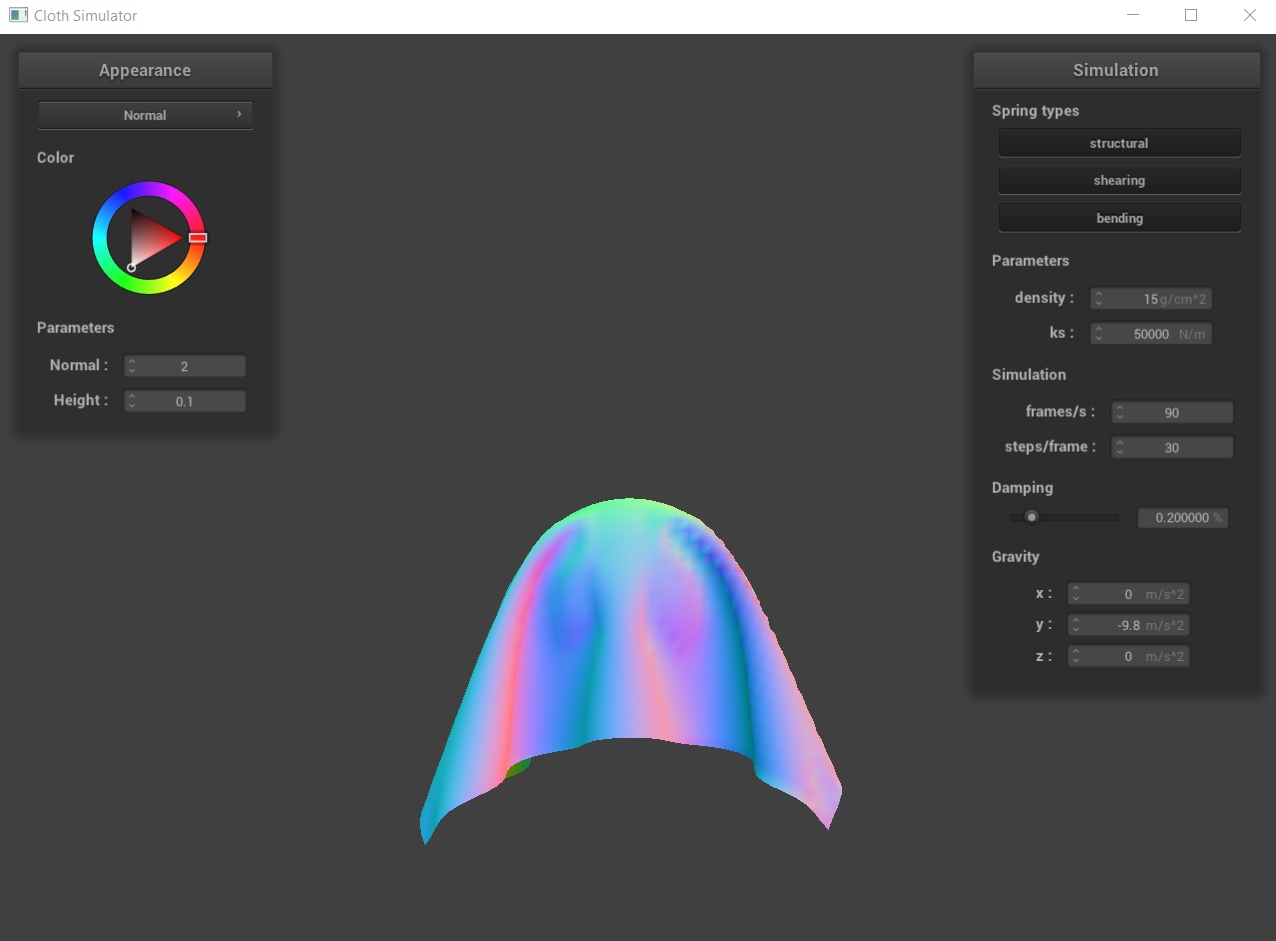 Cloth Simulator
Appearance
Normal
Color
Parameters
Normal : 2
Height : 0.1
Simulation
Spring types
structural
shearing
bending
Parameters
density : 15 g/cm^2
ks : 50000 N/m
Simulation
frames/s : 90
steps/frame : 30
Damping
0.200000 %
Gravity
x : 0 m/s^2
y : -9.8 m/s^2
z : 0 m/s^2